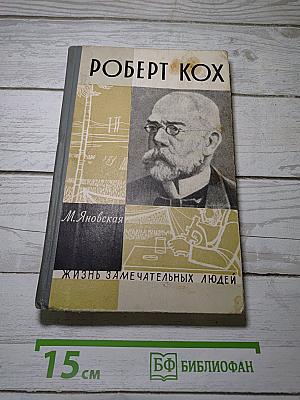 РОБЕРТ КОХ
М. Яновская
ЖИЗНЬ ЗАМЕЧАТЕЛЬНЫХ ЛЮДЕЙ
15 см
БФ БИБЛИОФАН